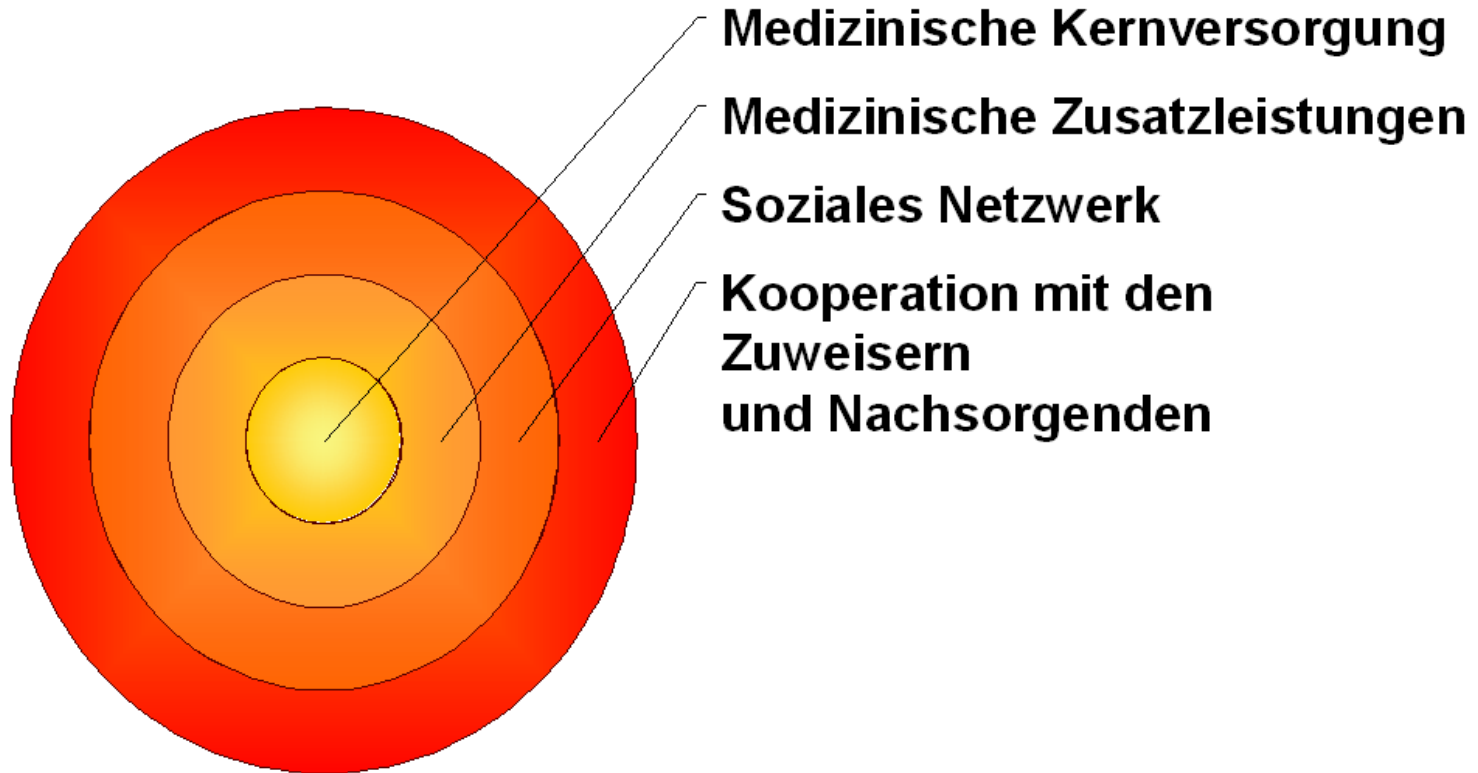 Medizinische Kernversorgung
Medizinische Zusatzleistungen
Soziales Netzwerk
Kooperation mit den
Zuweisern
und Nachsorgenden